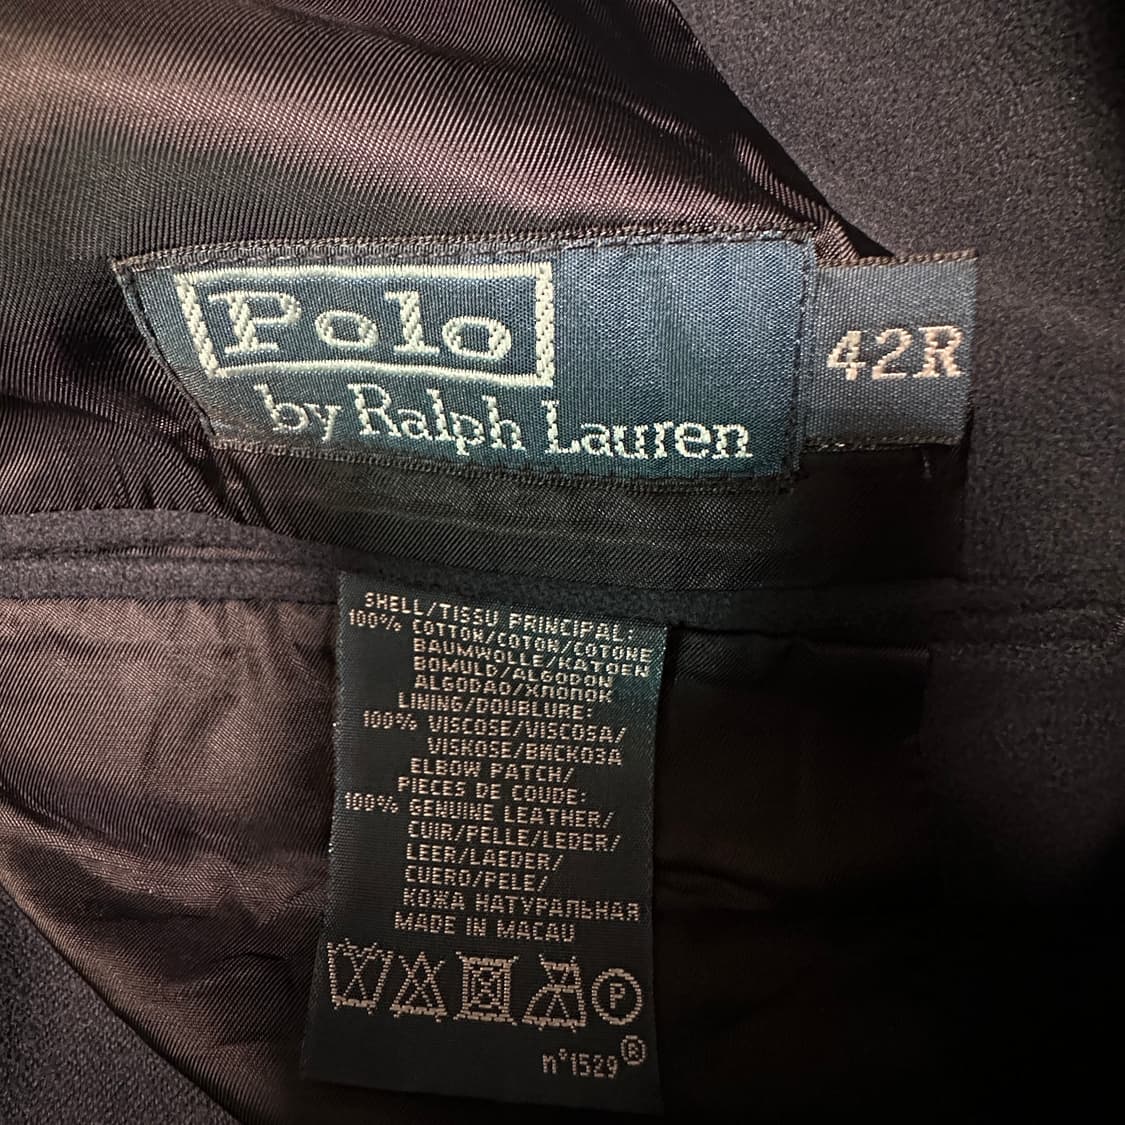 Polo
by Ralph Lauren
42R
SHELL/TISSU PRINCIPAL:
100% COTTON/COTON/COTONE
BAUMWOLLE/KATOEN
BOMULD/ALGODON
ALGODAO/ХЛОПОК
LINING/DOUBLURE:
100% VISCOSE/VISCOSA/
VISKOSE/ВИСКОЗА
ELBOW PATCH/
PIECES DE COUDE:
100% GENUINE LEATHER/
CUIR/PELLE/LEDER/
LEER/LAEDER/
CUERO/PELE/
КОЖА НАТУРАЛЬНАЯ
MADE IN MACAU
P
n°1529®